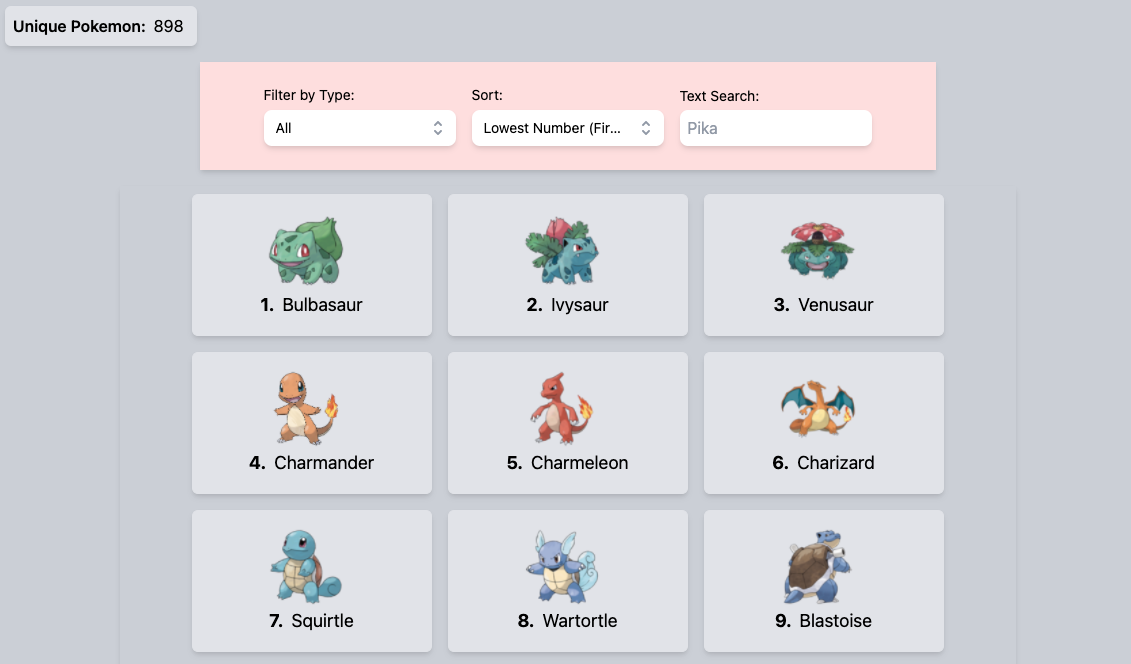 Unique Pokemon: 898
Filter by Type: Sort: Text Search:
All Lowest Number (Fir... Pika
1. Bulbasaur 2. Ivysaur 3. Venusaur
4. Charmander 5. Charmeleon 6. Charizard
7. Squirtle 8. Wartortle 9. Blastoise